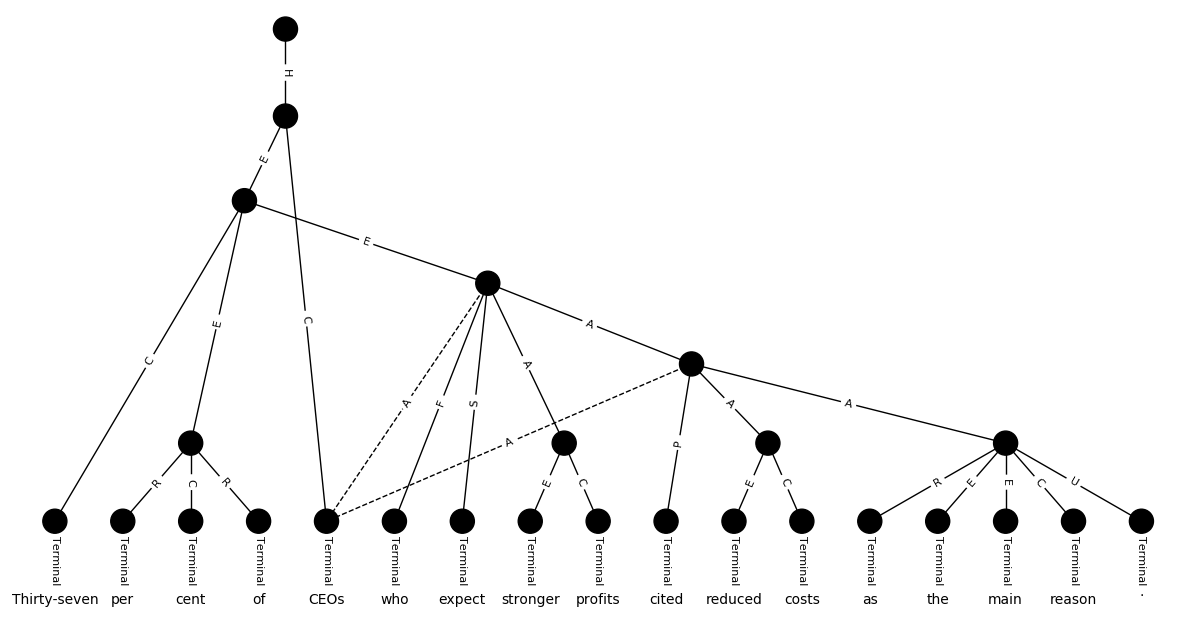 H
E
E
C
E
C
A
A
A
F
S
A
P
A
A
R
C
R
E
C
E
C
R
E
E
C
U
Terminal Terminal Terminal Terminal Terminal Terminal Terminal Terminal Terminal Terminal Terminal Terminal Terminal Terminal Terminal Terminal Terminal
Thirty-seven per cent of CEOs who expect stronger profits cited reduced costs as the main reason .